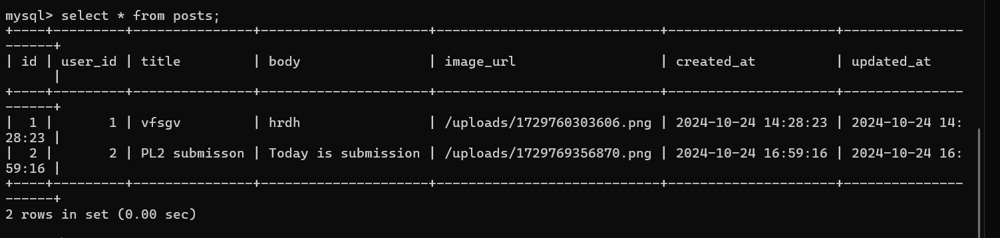 mysql> select * from posts;
+----+---------+---------------+---------------------+----------------------------+---------------------+--------------
------+
| id | user_id | title         | body                | image_url                  | created_at          | updated_at
      |
+----+---------+---------------+---------------------+----------------------------+---------------------+--------------
------+
|  1 |       1 | vfsgv         | hrdh                | /uploads/1729760303606.png | 2024-10-24 14:28:23 | 2024-10-24 14:
28:23 |
|  2 |       2 | PL2 submisson | Today is submission | /uploads/1729769356870.png | 2024-10-24 16:59:16 | 2024-10-24 16:
59:16 |
+----+---------+---------------+---------------------+----------------------------+---------------------+--------------
------+
2 rows in set (0.00 sec)